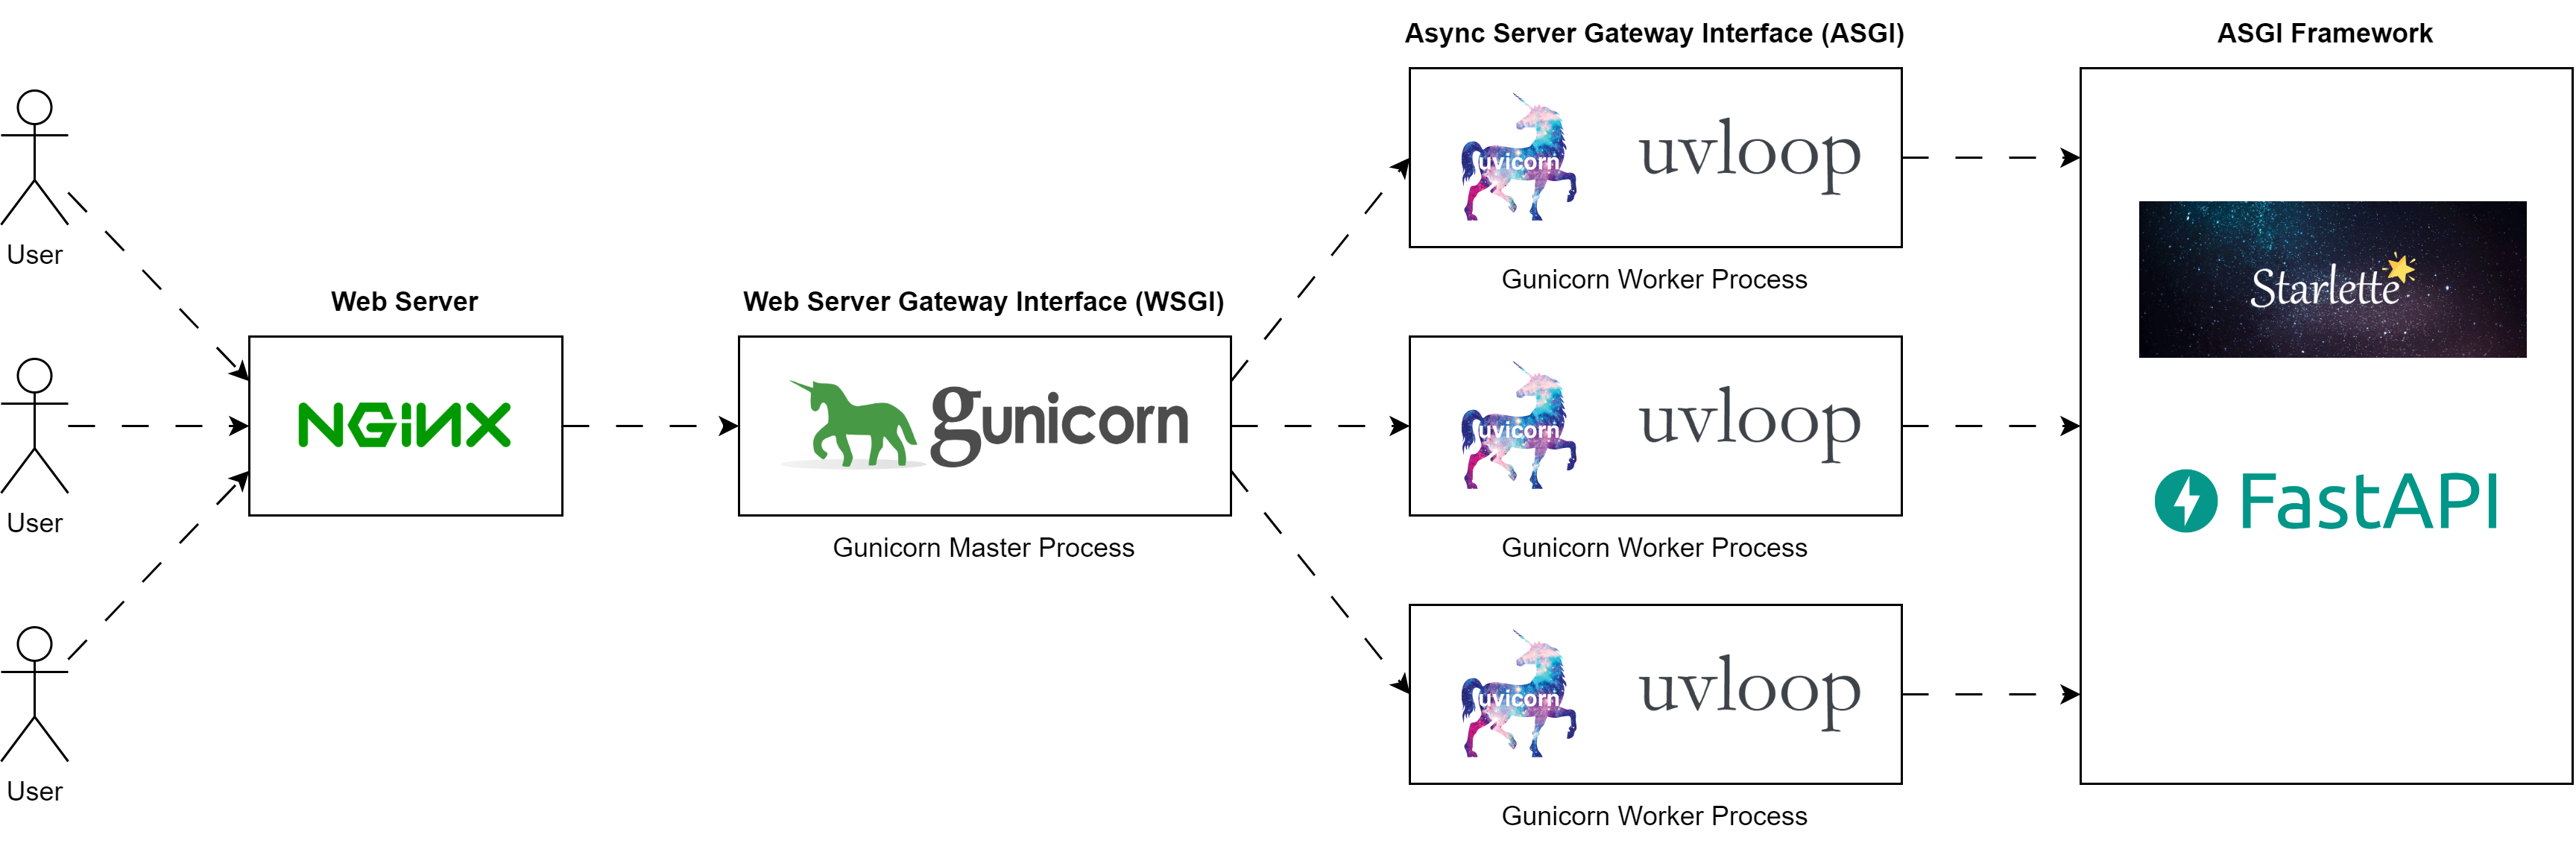 User
User
User
Web Server
NGINX
Web Server Gateway Interface (WSGI)
gunicorn
Gunicorn Master Process
Async Server Gateway Interface (ASGI)
uvicorn
uvloop
Gunicorn Worker Process
uvicorn
uvloop
Gunicorn Worker Process
uvicorn
uvloop
Gunicorn Worker Process
ASGI Framework
Starlette
FastAPI